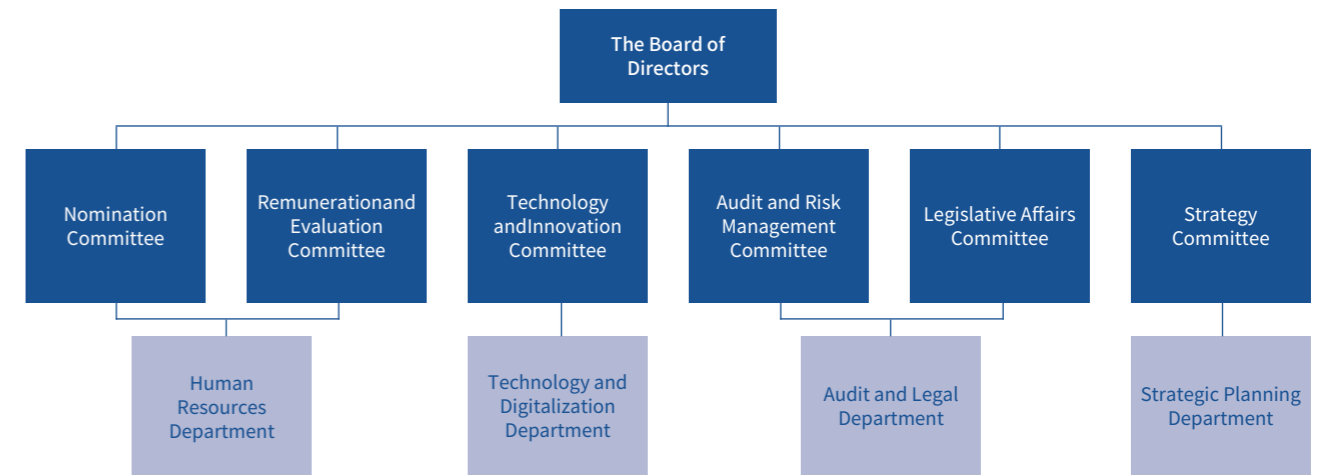 The Board of
Directors
Nomination
Committee
Remunerationand
Evaluation
Committee
Technology
andInnovation
Committee
Audit and Risk
Management
Committee
Legislative Affairs
Committee
Strategy
Committee
Human
Resources
Department
Technology and
Digitalization
Department
Audit and Legal
Department
Strategic Planning
Department